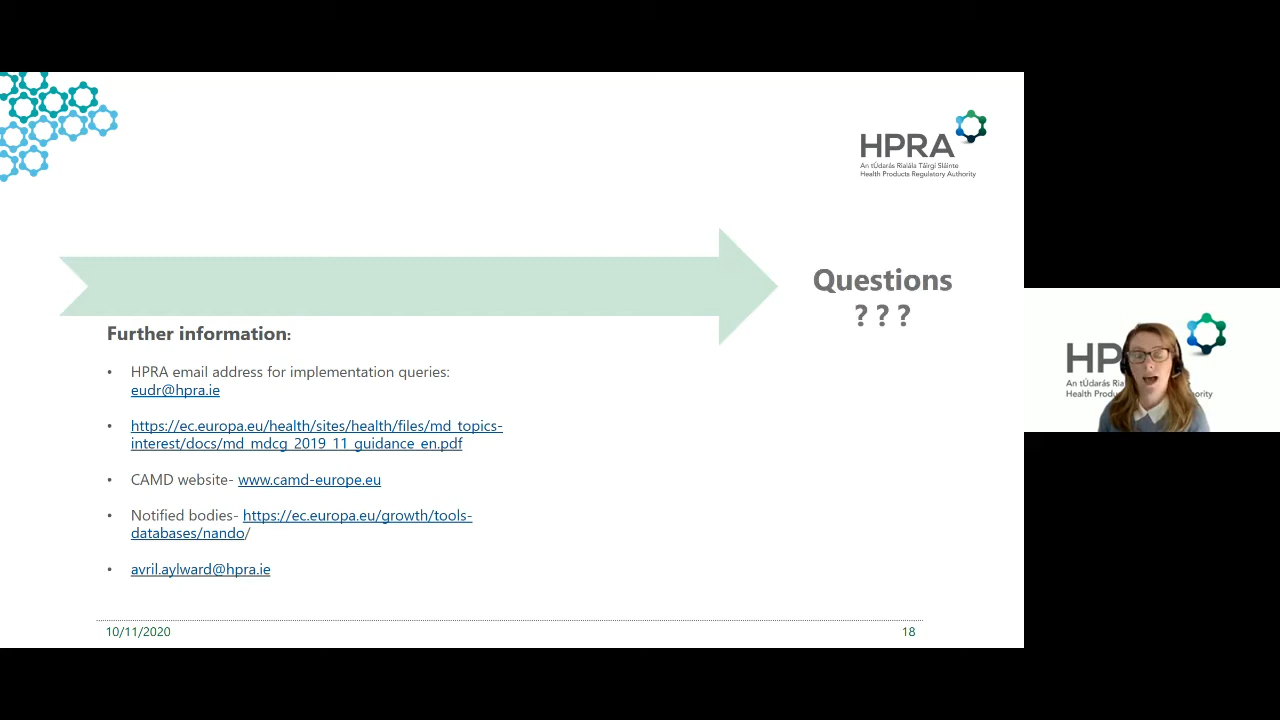 HPRA
An tÚdarás Rialála Táirgí Sláinte
Health Products Regulatory Authority
Questions
? ? ?
Further information:
• HPRA email address for implementation queries:
eudr@hpra.ie
• https://ec.europa.eu/health/sites/health/files/md_topics-
interest/docs/md_mdcg_2019_11_guidance_en.pdf
• CAMD website- www.camd-europe.eu
• Notified bodies- https://ec.europa.eu/growth/tools-
databases/nando/
• avril.aylward@hpra.ie
10/11/2020
18
HP
An tÚdarás Ria
Health Produc
Authority